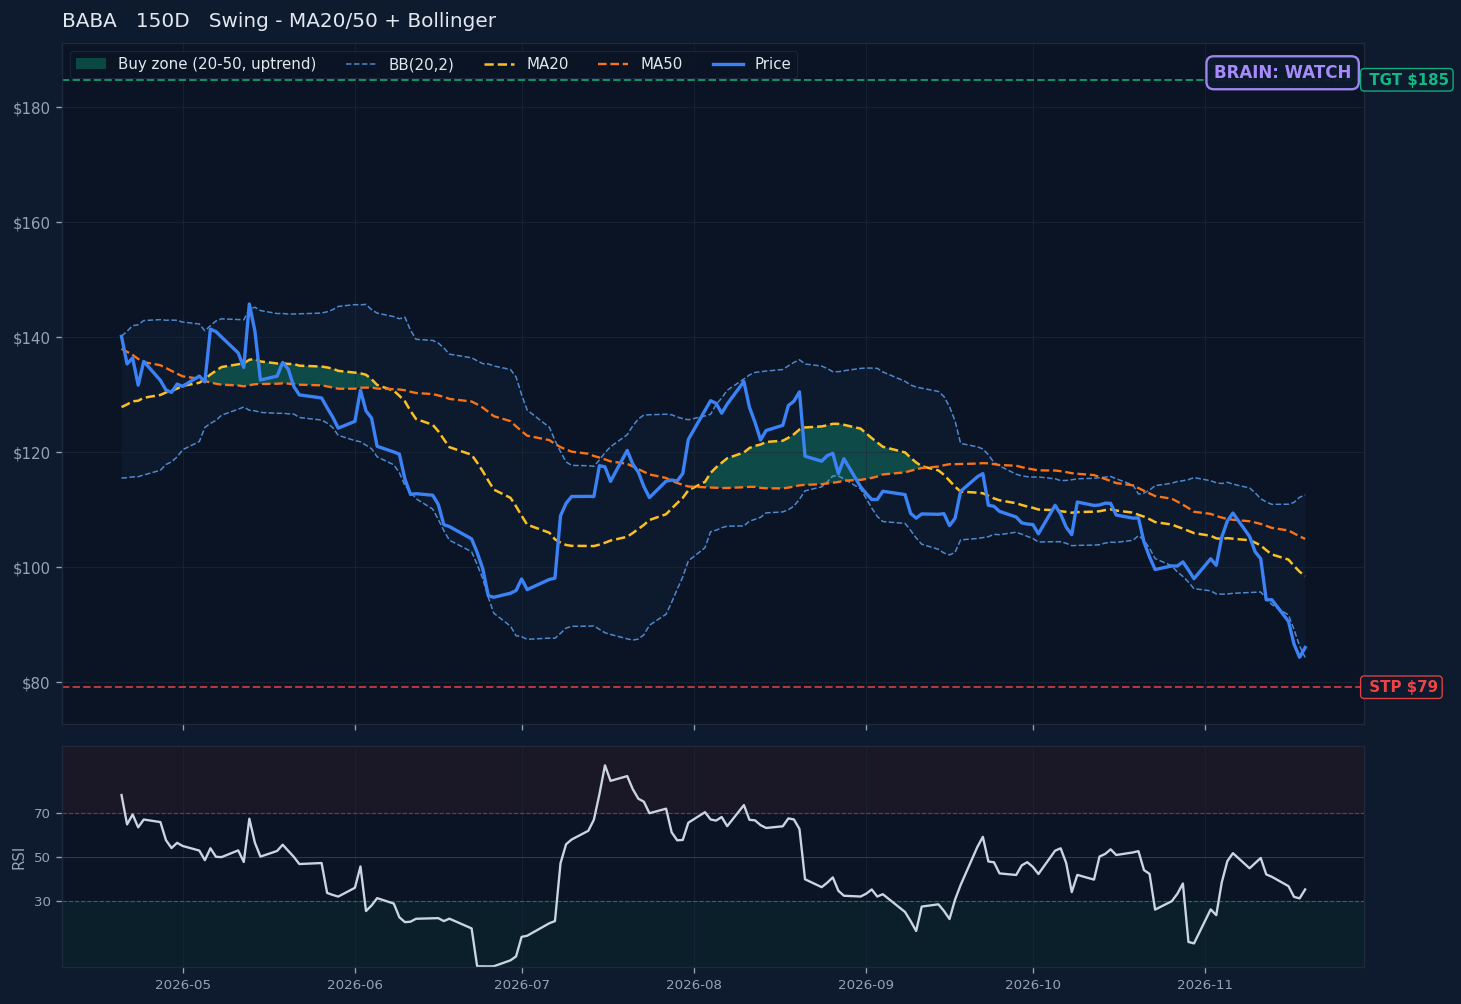 BABA 150D Swing - MA20/50 + Bollinger
Buy zone (20-50, uptrend) BB(20,2) MA20 MA50 Price
BRAIN: WATCH
TGT $185
$180
$160
$140
$120
$100
$80
STP $79
RSI
70
50
30
2026-05 2026-06 2026-07 2026-08 2026-09 2026-10 2026-11